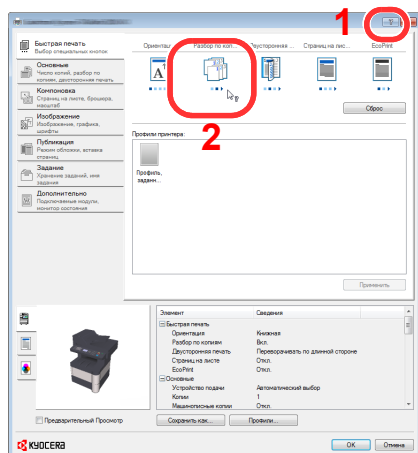 1
?
Быстрая печать
Выбор специальных кнопок
Основные
Число копий, разбор по
копиям, двусторонняя печать
Компоновка
Страниц на листе, брошюра,
масштаб
Изображение
Изображение, графика,
шрифты
Публикация
Режим обложки, вставка
страниц
Задание
Хранение заданий, имя
задания
Дополнительно
Подключаемые модули,
монитор состояния
Разбор по коп...
Двусторонняя ...
Страниц на лис...
EcoPrint
A
Сброс
2
Профили принтера:
Профиль,
заданн...
Применить
Элемент Сведения
Быстрая печать
Ориентация Книжная
Разбор по копиям Вкл.
Двусторонняя печать Переворачивать по длинной стороне
Страниц на листе Откл.
EcoPrint Откл.
Основные
Устройство подачи Автоматический выбор
Копии 1
Машинописные копии Откл.
Предварительный Просмотр
Сохранить как... Профили...
KYOCERA
OK Отмена